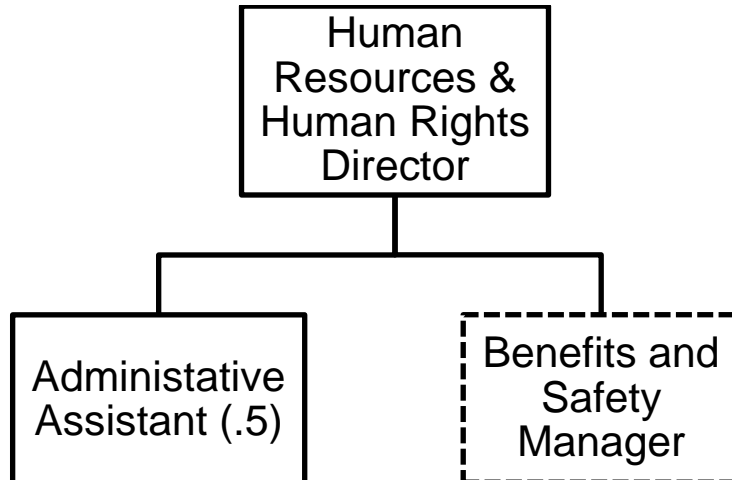 Human
Resources &
Human Rights
Director
Administative
Assistant (.5)
Benefits and
Safety
Manager